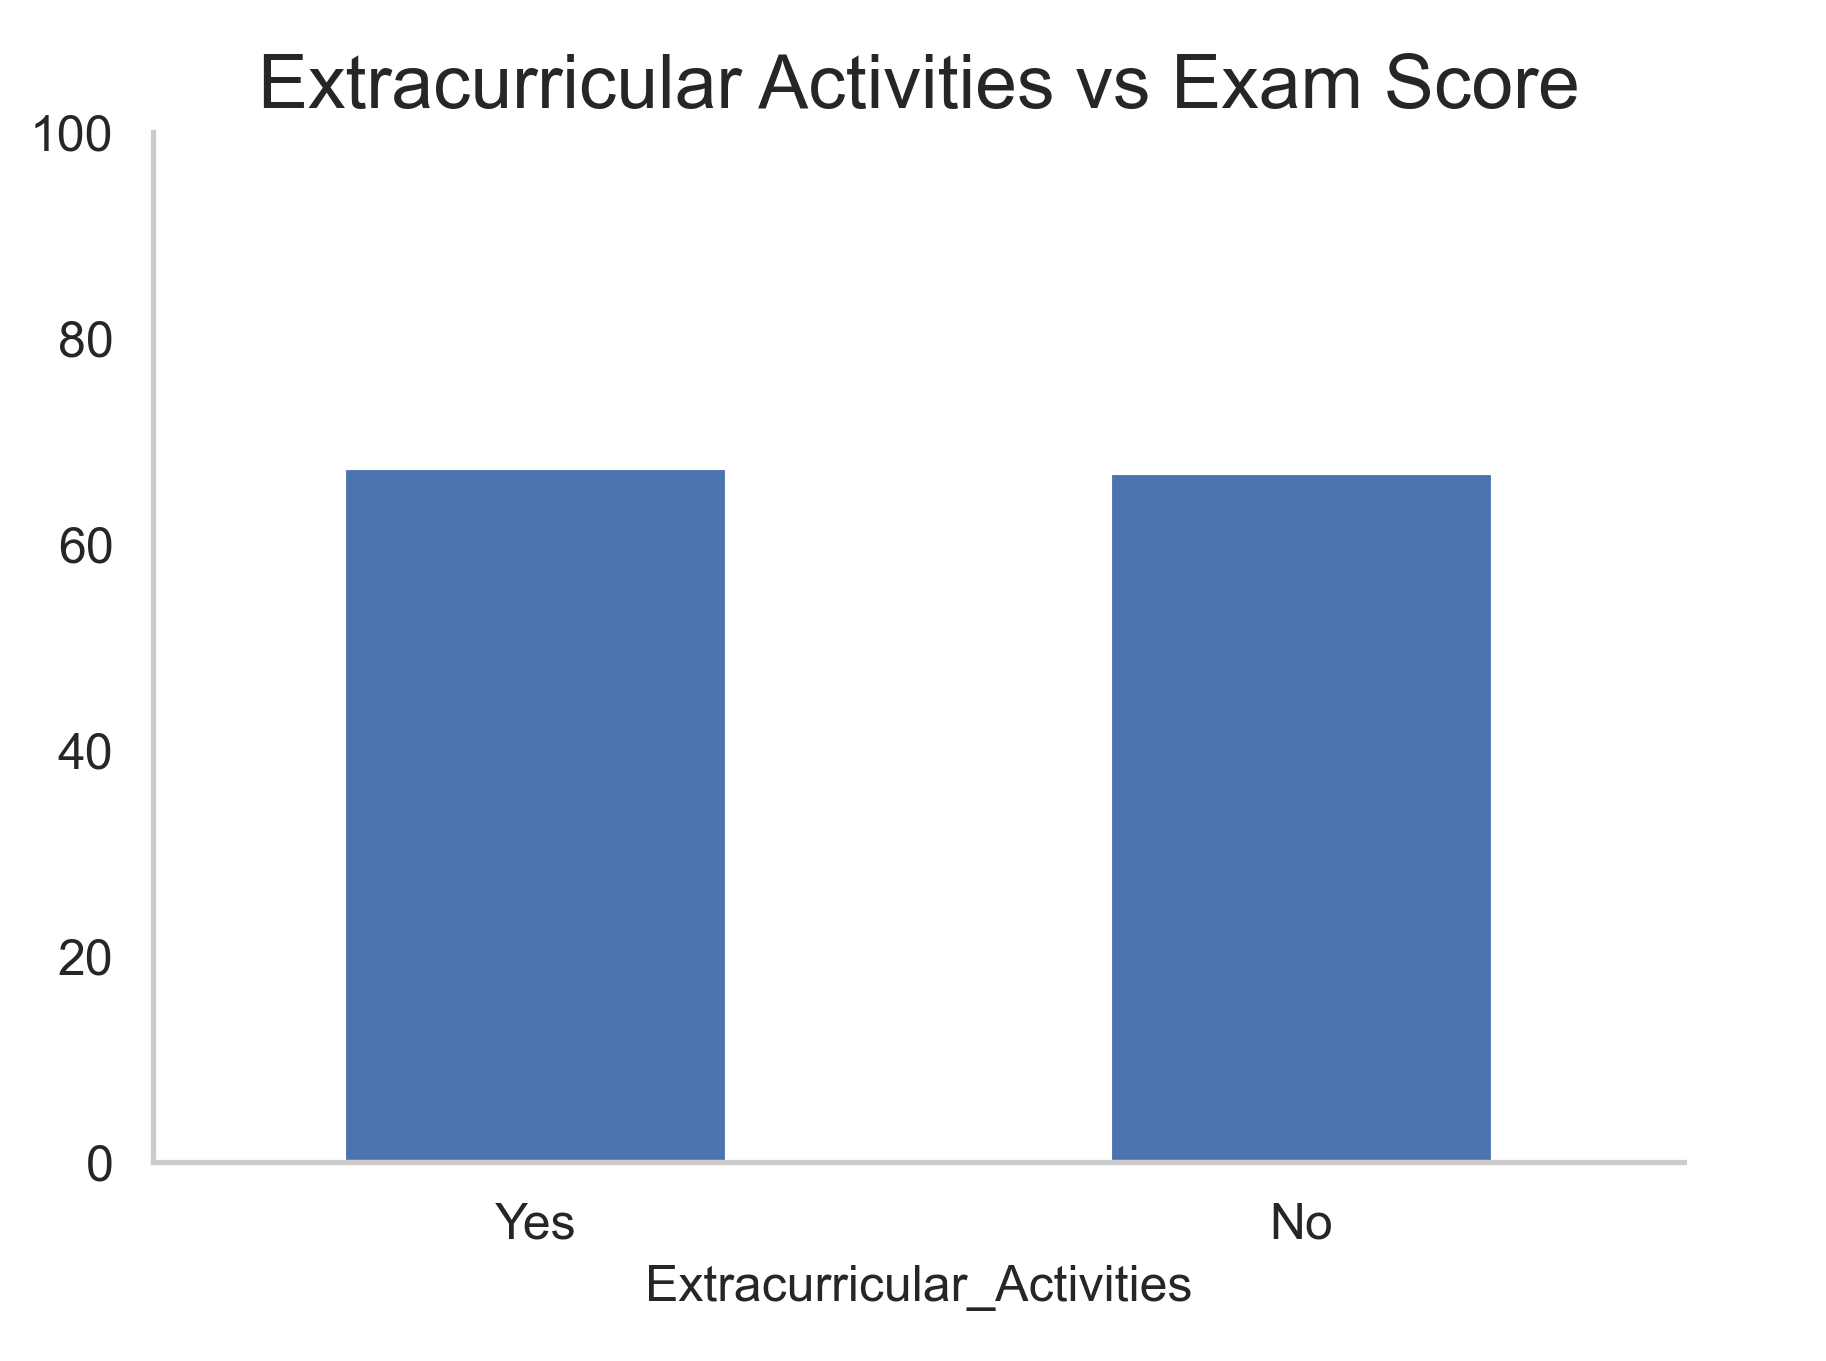 Extracurricular Activities vs Exam Score
100
80
60
40
20
0
Yes No
Extracurricular_Activities